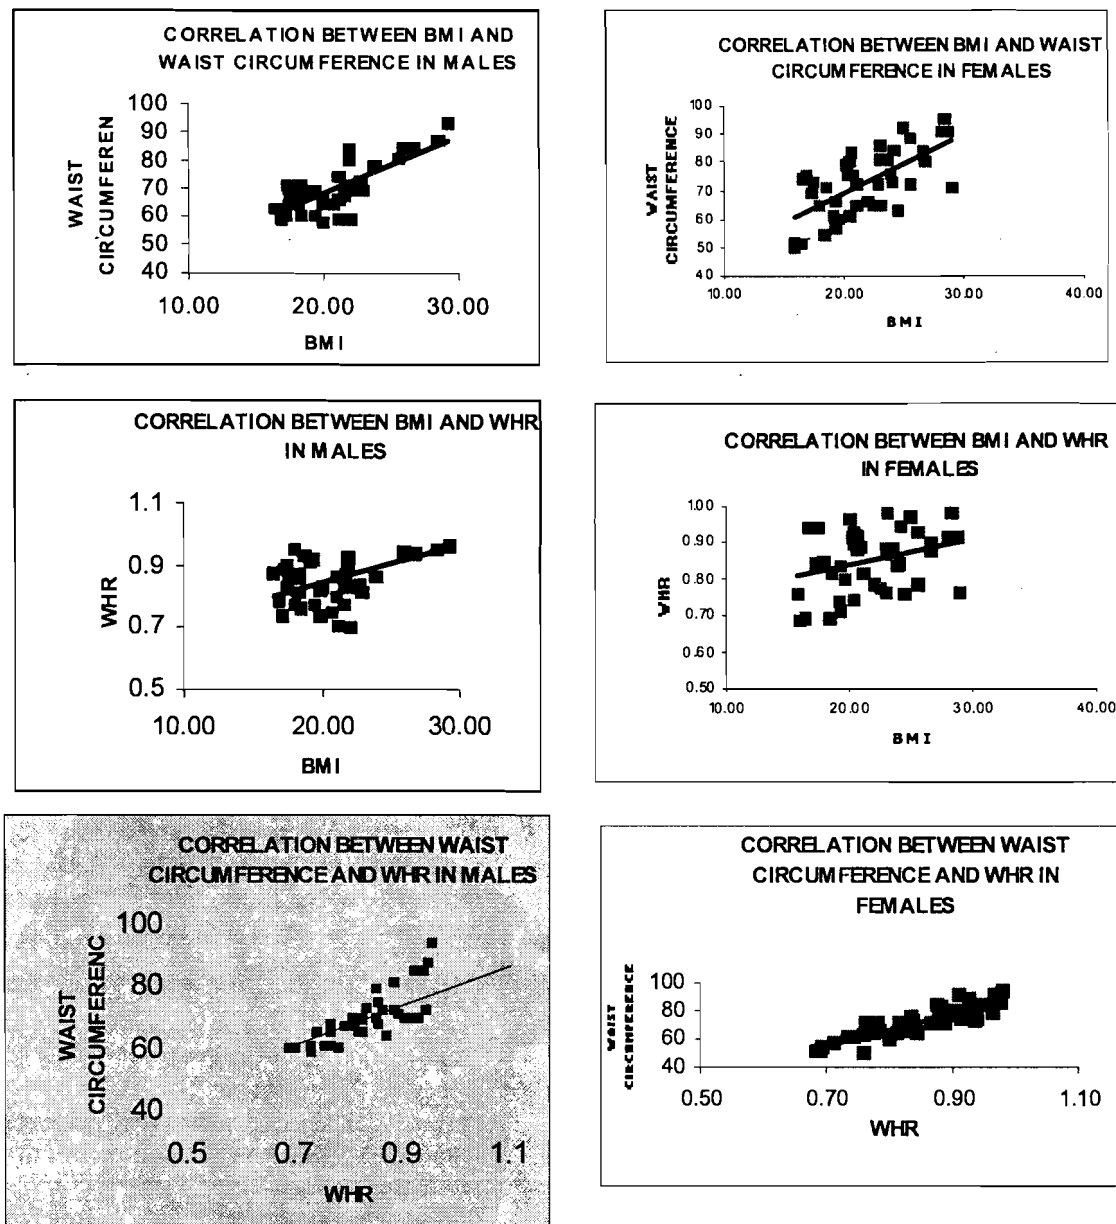 CORRELATION BETWEEN BMI AND
WAIST CIRCUMFERENCE IN MALES
WAIST
CIRCUMFEREN
100
90
80
70
60
50
40
10.00 20.00 30.00
BMI
CORRELATION BETWEEN BMI AND WAIST
CIRCUMFERENCE IN FEMALES
WAIST
CIRCUMFERENCE
100
90
80
70
60
50
40
10.00 20.00 30.00 40.00
BMI
CORRELATION BETWEEN BMI AND WHR
IN MALES
WHR
1.1
0.9
0.7
0.5
10.00 20.00 30.00
BMI
CORRELATION BETWEEN BMI AND WHR
IN FEMALES
WHR
1.00
0.90
0.80
0.70
0.60
0.50
10.00 20.00 30.00 40.00
BMI
CORRELATION BETWEEN WAIST
CIRCUMFERENCE AND WHR IN MALES
WAIST
CIRCUMFERENC
100
80
60
40
0.5 0.7 0.9 1.1
WHR
CORRELATION BETWEEN WAIST
CIRCUMFERENCE AND WHR IN
FEMALES
WAIST
CIRCUMFERENCE
100
80
60
40
0.50 0.70 0.90 1.10
WHR